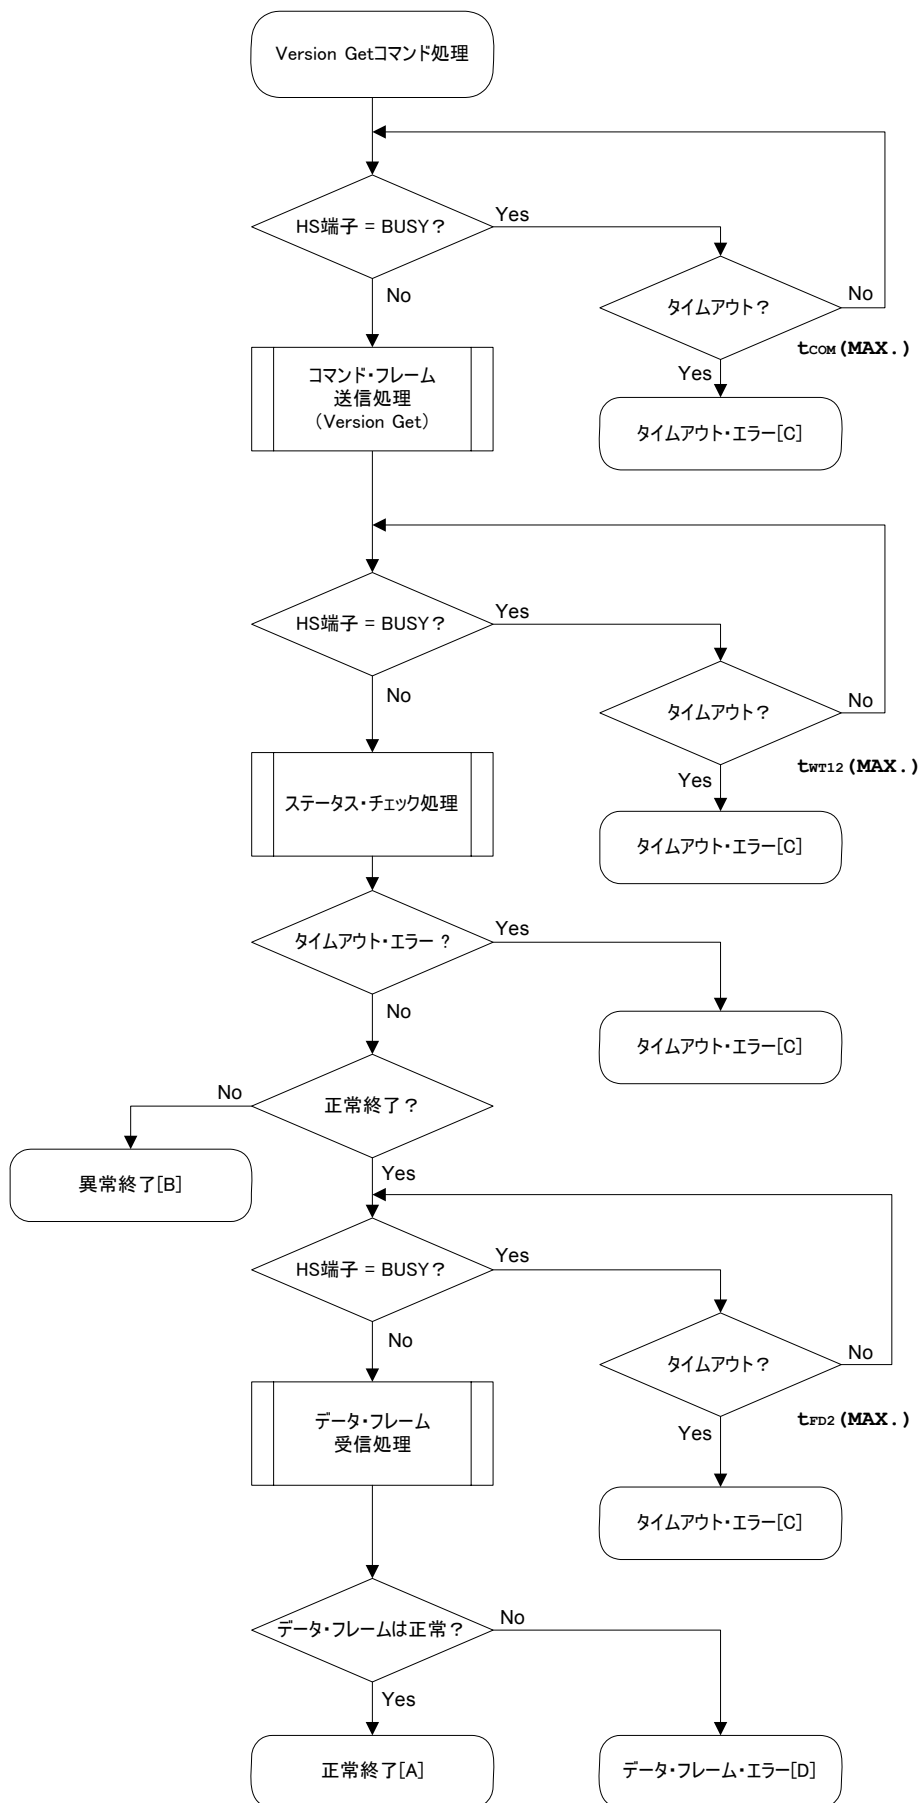 Version Getコマンド処理
HS端子 = BUSY？
Yes
No
タイムアウト？
No
tCOM(MAX.)
Yes
コマンド・フレーム
送信処理
（Version Get）
タイムアウト・エラー[C]
HS端子 = BUSY？
Yes
No
タイムアウト？
No
tWT12(MAX.)
Yes
ステータス・チェック処理
タイムアウト・エラー[C]
タイムアウト・エラー ?
Yes
No
タイムアウト・エラー[C]
正常終了？
No
異常終了[B]
Yes
HS端子 = BUSY？
Yes
No
タイムアウト？
No
tFD2(MAX.)
Yes
データ・フレーム
受信処理
タイムアウト・エラー[C]
データ・フレームは正常？
No
Yes
正常終了[A]
データ・フレーム・エラー[D]